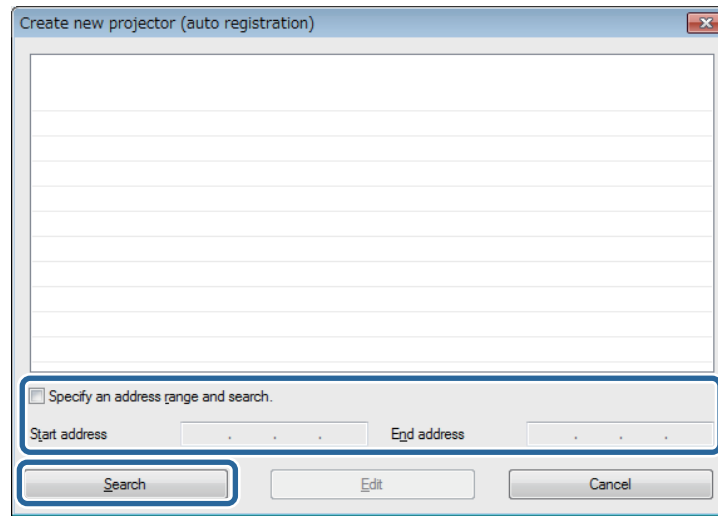 Create new projector (auto registration)
Specify an address range and search.
Start address . . . End address . . .
Search Edit Cancel